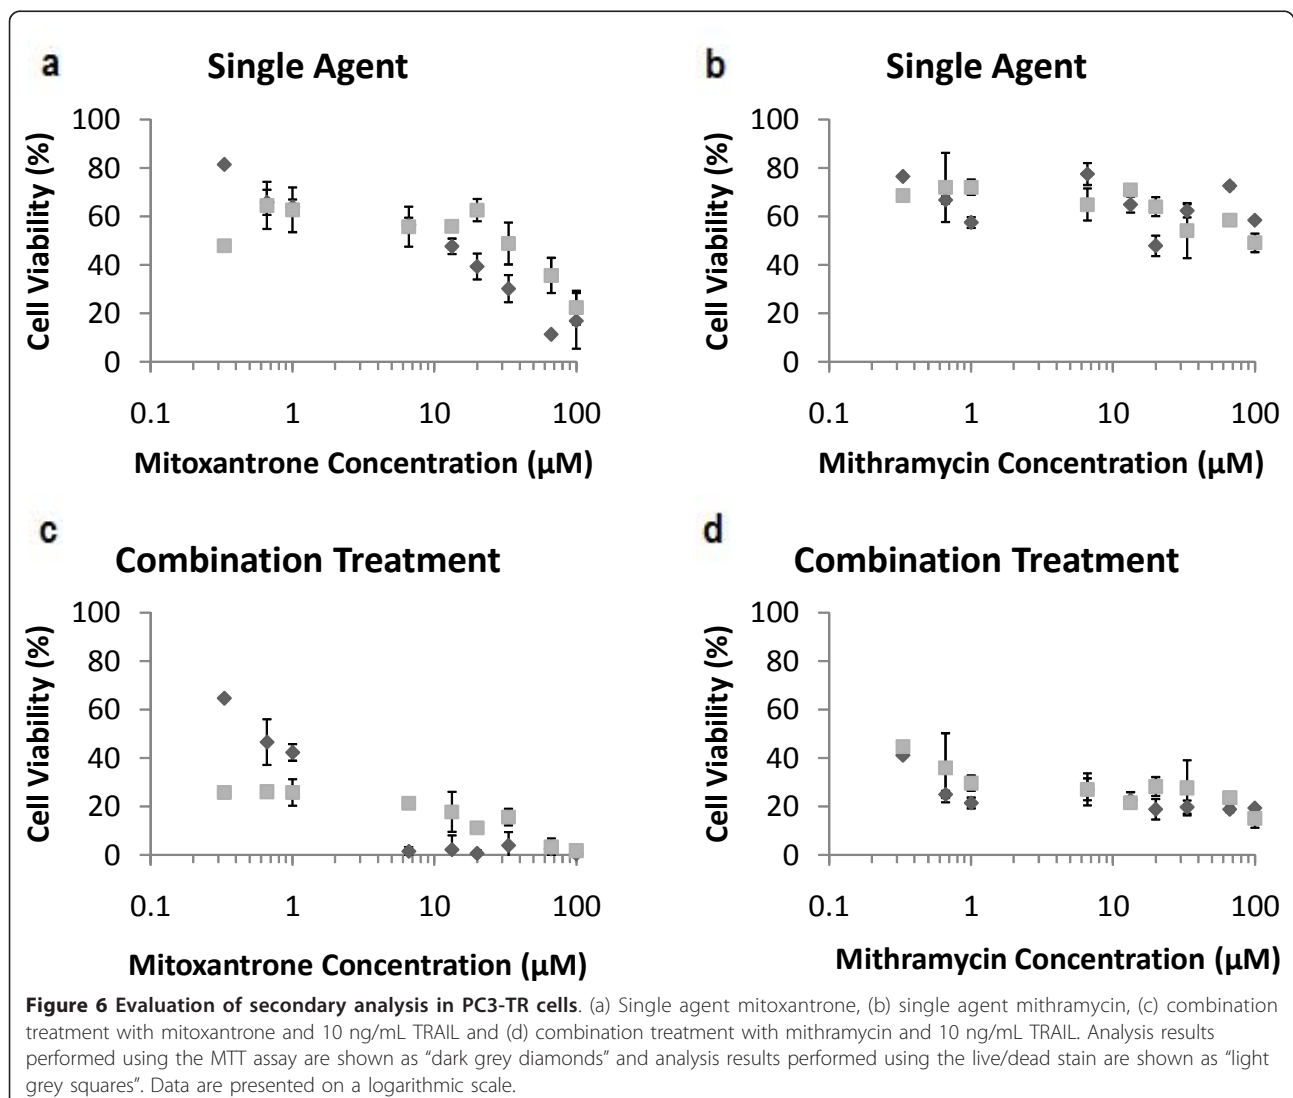 a
Single Agent
100
80
60
40
20
0
Cell Viability (%)
0.1 1 10 100
Mitoxantrone Concentration (µM)
b
Single Agent
100
80
60
40
20
0
Cell Viability (%)
0.1 1 10 100
Mithramycin Concentration (µM)
c
Combination Treatment
100
80
60
40
20
0
Cell Viability (%)
0.1 1 10 100
Mitoxantrone Concentration (µM)
d
Combination Treatment
100
80
60
40
20
0
Cell Viability (%)
0.1 1 10 100
Mithramycin Concentration (µM)
Figure 6 Evaluation of secondary analysis in PC3-TR cells. (a) Single agent mitoxantrone, (b) single agent mithramycin, (c) combination
treatment with mitoxantrone and 10 ng/mL TRAIL and (d) combination treatment with mithramycin and 10 ng/mL TRAIL. Analysis results
performed using the MTT assay are shown as “dark grey diamonds” and analysis results performed using the live/dead stain are shown as “light
grey squares”. Data are presented on a logarithmic scale.